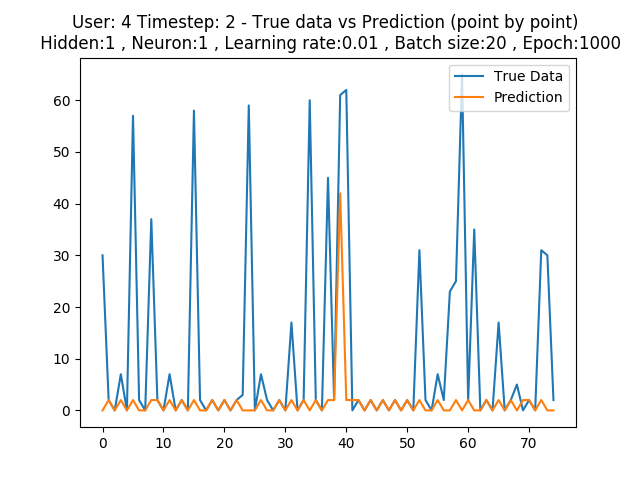 User: 4 Timestep: 2 - True data vs Prediction (point by point)
Hidden:1 , Neuron:1 , Learning rate:0.01 , Batch size:20 , Epoch:1000
True Data
Prediction
60
50
40
30
20
10
0
0 10 20 30 40 50 60 70